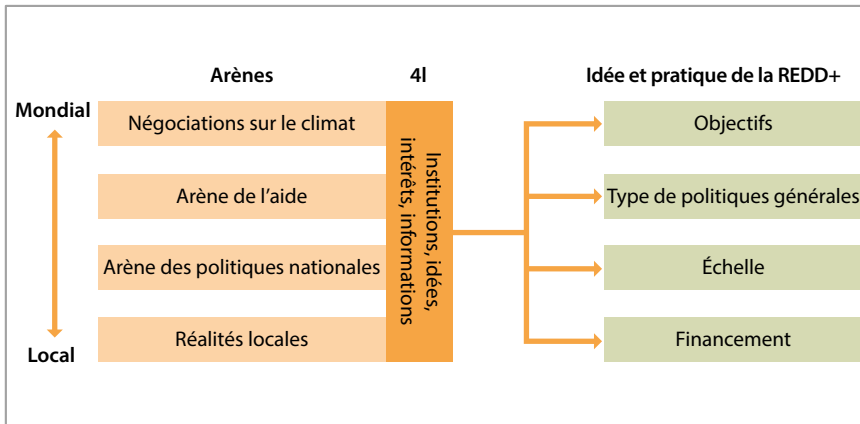 Arènes
4I
Idée et pratique de la REDD+
Mondial
Négociations sur le climat
Arène de l’aide
Arène des politiques nationales
Réalités locales
Local
Institutions, idées,
intérêts, informations
Objectifs
Type de politiques générales
Échelle
Financement